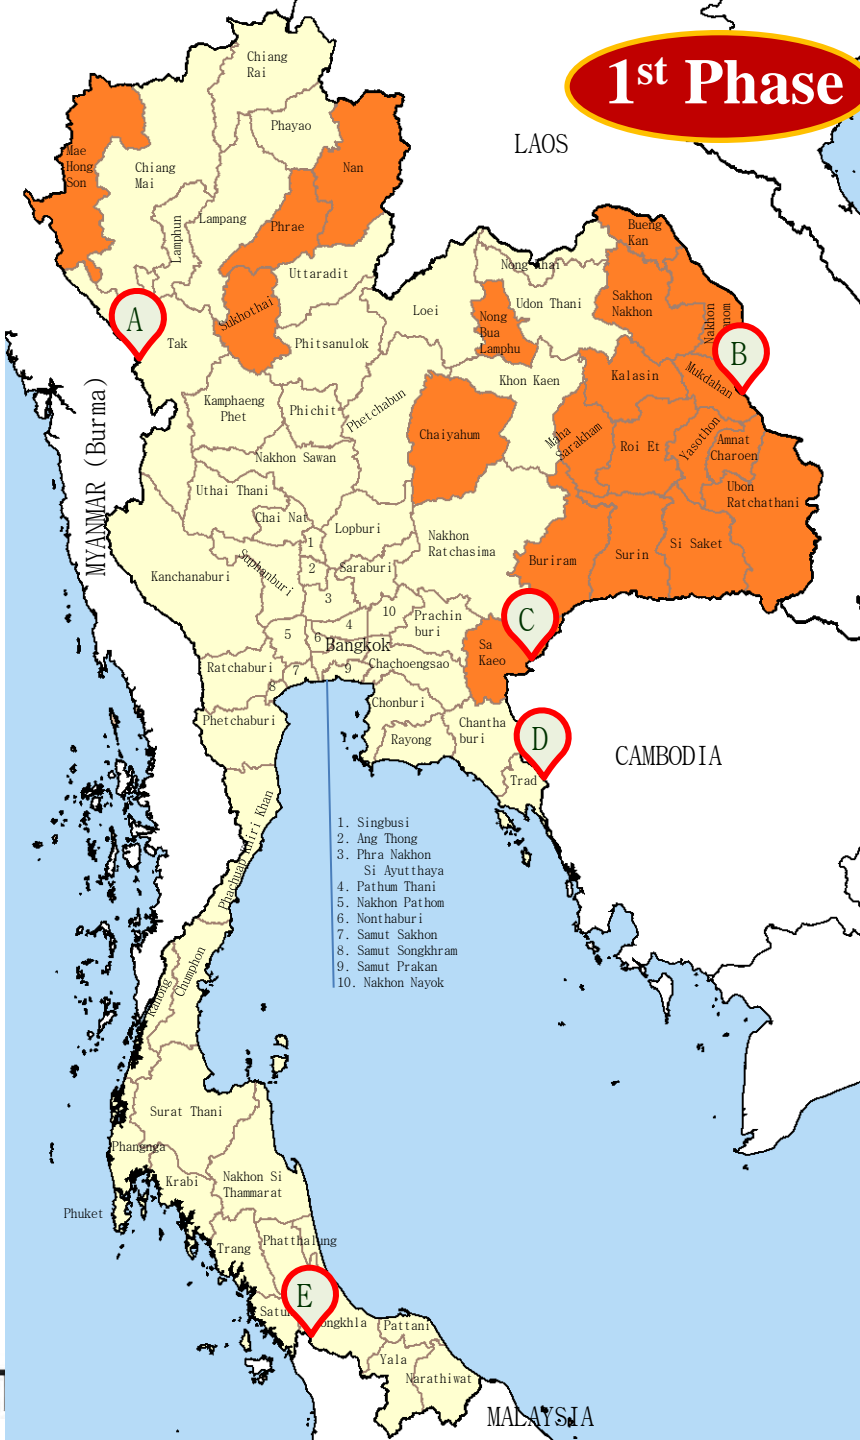 1st Phase
Chiang
Rai
LAOS
Phayao
Mae
Hong
Son
Chiang
Mai
Nan
Lampang
Phrae
Lamphun
Bueng
Kan
Uttaradit
Nong Khai
Udon Thani
Sakhon
Nakhon
Nakhon
Sukhothai
Loei
Nong
Bua
Lamphu
A
Tak
Phitsanulok
B
Khon Kaen
Kalasin
Mukdahan
Kamphaeng
Phet
Phichit
Phetchabun
Chaiyahum
Maha
Sarakham
Roi Et
Yasothon
Amnat
Charoen
MYANMAR (Burma)
Nakhon Sawan
Uthai Thani
Ubon
Ratchathani
Chai Nat
Lopburi
Nakhon
Ratchasima
1
Si Saket
Surin
Buriram
Kanchanaburi
Suphanburi
2
Saraburi
3
10
4
Prachin
buri
C
5
6
Bangkok
Sa
Kaeo
Ratchaburi
7
9
Chachoengsao
8
Chonburi
Phetchaburi
Chantha
buri
Rayong
D
CAMBODIA
Trad
Phachuab Khiri Khan
1. Singbusi
2. Ang Thong
3. Phra Nakhon
Si Ayutthaya
4. Pathum Thani
5. Nakhon Pathom
6. Nonthaburi
7. Samut Sakhon
8. Samut Songkhram
9. Samut Prakan
10. Nakhon Nayok
Chumphon
Ranong
Surat Thani
Phangnga
Krabi
Nakhon Si
Thammarat
Phuket
Trang
Phatthalung
E
Pattani
Yala
Narathiwat
MALAYSIA